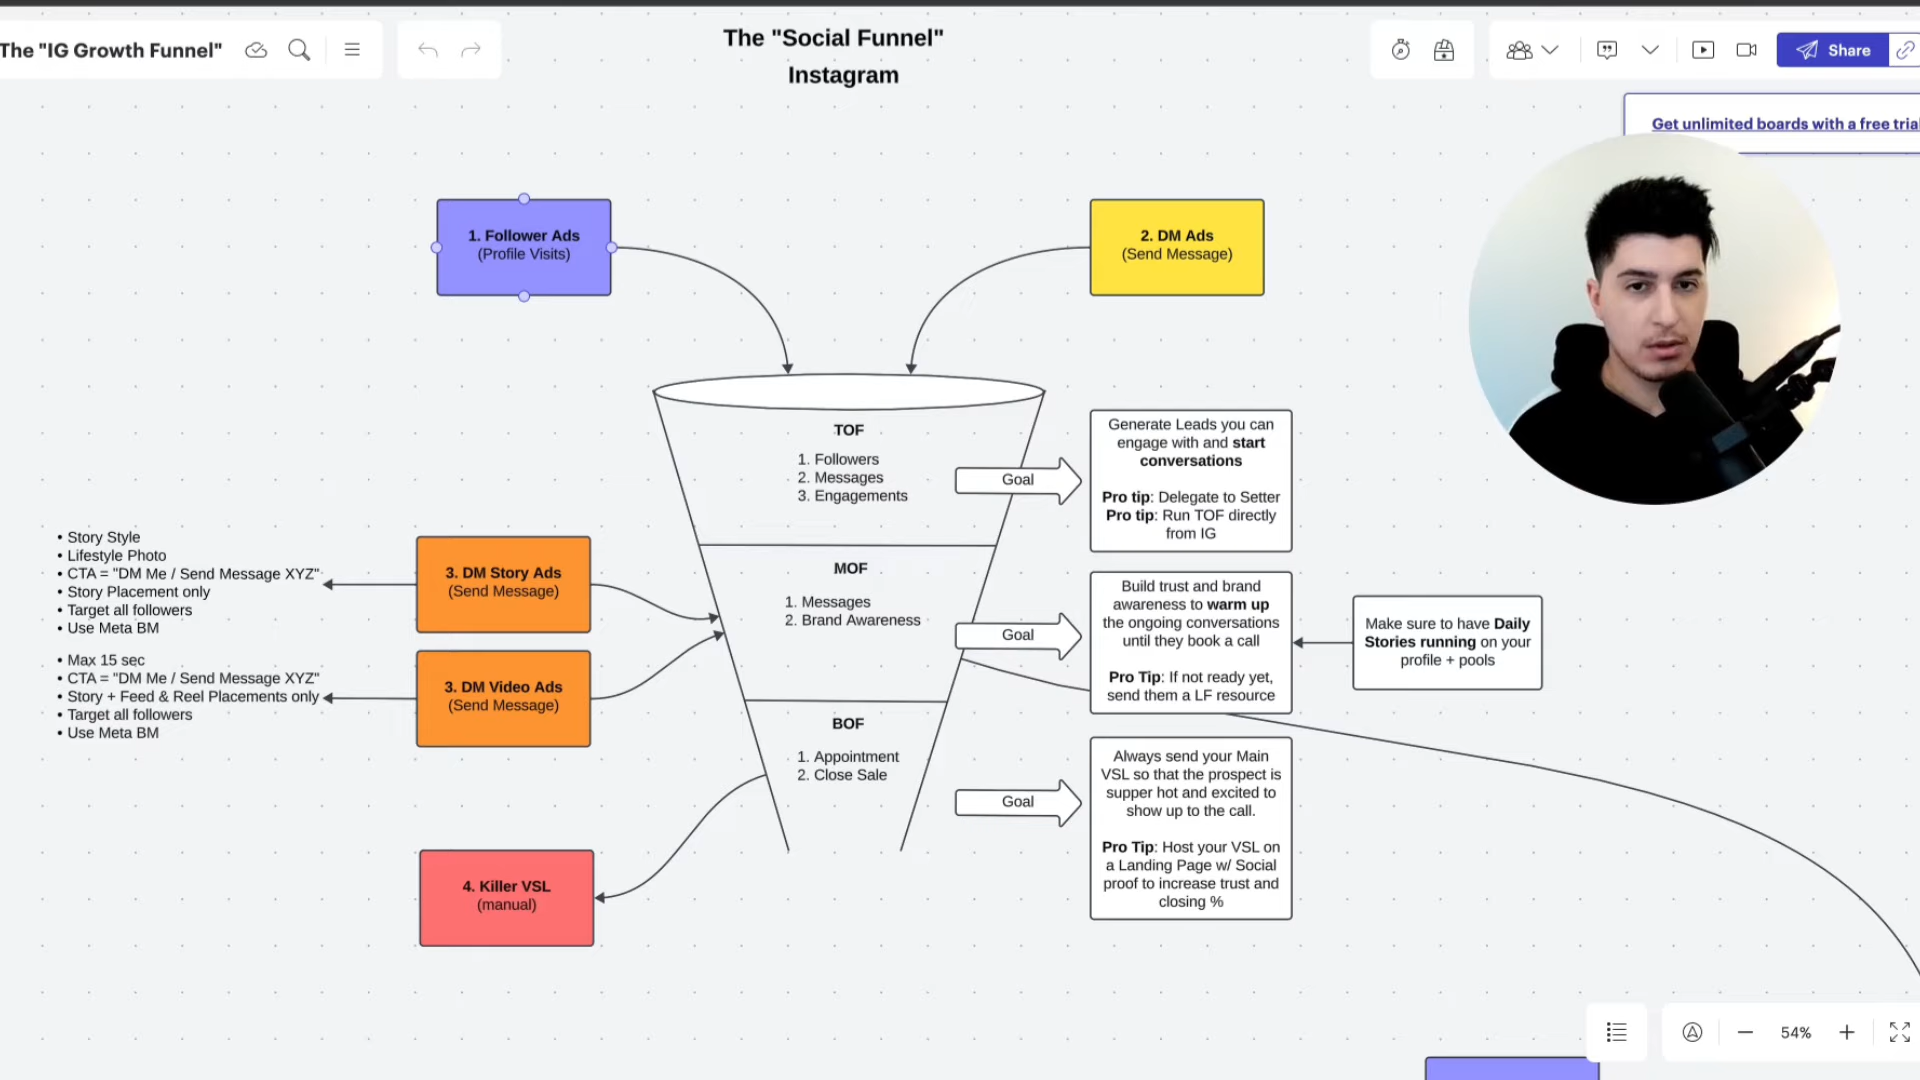 The "IG Growth Funnel"
The "Social Funnel"
Instagram
Share
Get unlimited boards with a free trial
1. Follower Ads
(Profile Visits)
2. DM Ads
(Send Message)
TOF
1. Followers
2. Messages
3. Engagements
Goal
Generate Leads you can
engage with and start
conversations
Pro tip: Delegate to Setter
Pro tip: Run TOF directly
from IG
• Story Style
• Lifestyle Photo
• CTA = "DM Me / Send Message XYZ"
• Story Placement only
• Target all followers
• Use Meta BM
3. DM Story Ads
(Send Message)
MOF
1. Messages
2. Brand Awareness
Goal
Build trust and brand
awareness to warm up
the ongoing conversations
until they book a call
Pro Tip: If not ready yet,
send them a LF resource
Make sure to have Daily
Stories running on your
profile + pools
• Max 15 sec
• CTA = "DM Me / Send Message XYZ"
• Story + Feed & Reel Placements only
• Target all followers
• Use Meta BM
3. DM Video Ads
(Send Message)
BOF
1. Appointment
2. Close Sale
Goal
Always send your Main
VSL so that the prospect is
supper hot and excited to
show up to the call.
Pro Tip: Host your VSL on
a Landing Page w/ Social
proof to increase trust and
closing %
4. Killer VSL
(manual)
54%